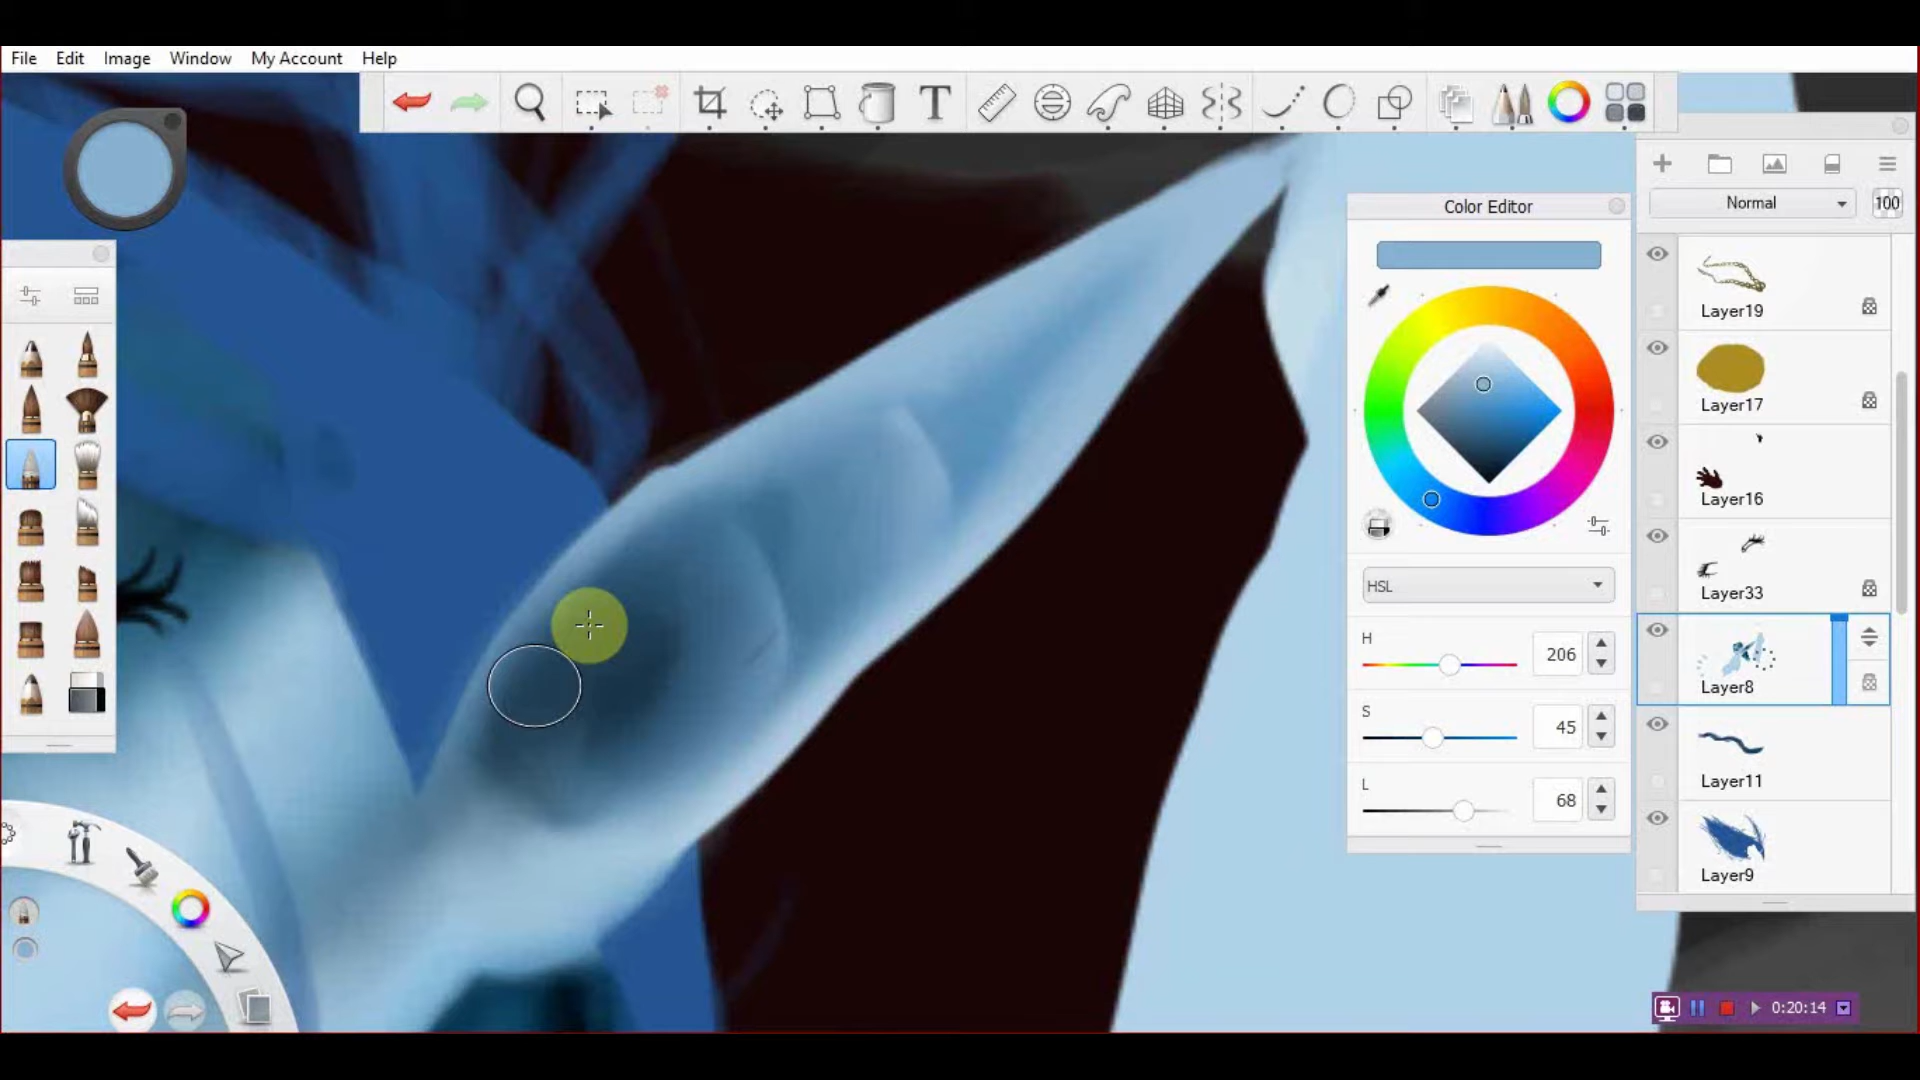 File Edit Image Window My Account Help
T
Color Editor
Normal 100
Layer19
Layer17
Layer16
HSL
Layer33
H 206
Layer8
S 45
Layer11
L 68
Layer9
0:20:14